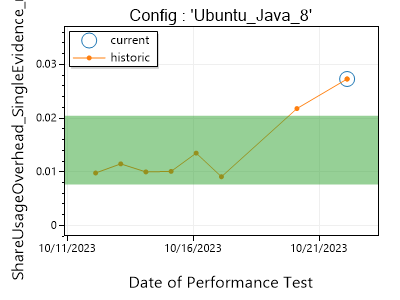 Config : 'Ubuntu_Java_8'
current
historic
0.03
0.02
0.01
0
10/11/2023 10/16/2023 10/21/2023
Date of Performance Test
ShareUsageOverhead_SingleEvidence_